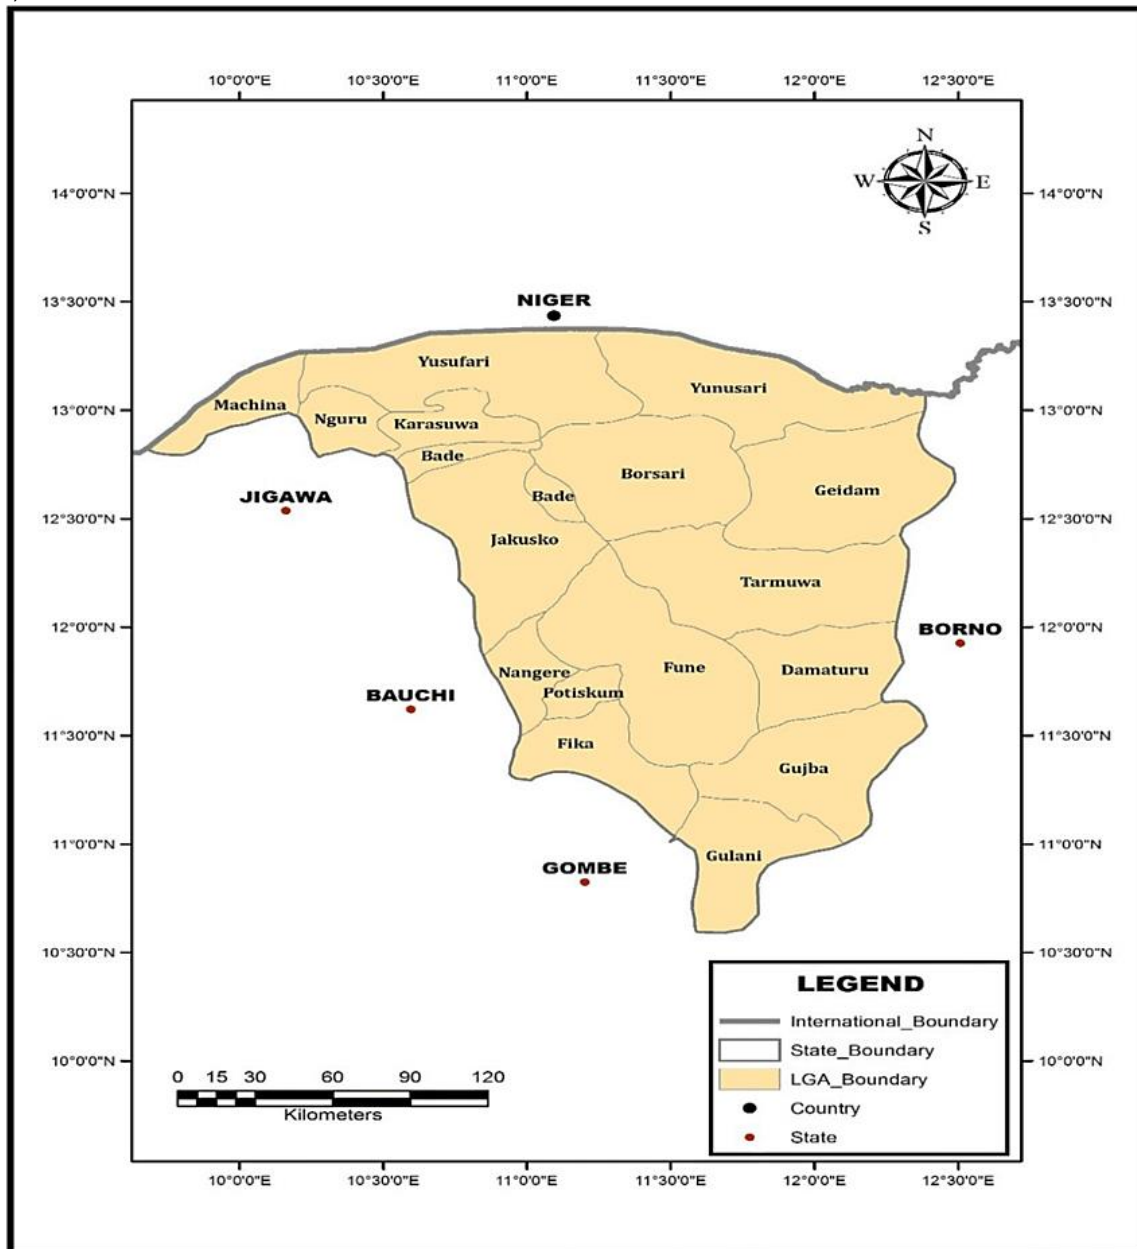 10°0'0"E 10°30'0"E 11°0'0"E 11°30'0"E 12°0'0"E 12°30'0"E
N
W E
S
14°0'0"N 14°0'0"N
13°30'0"N 13°30'0"N
NIGER
Yusufari
Yunusari
Machina
13°0'0"N 13°0'0"N
Nguru
Karasuwa
Bade
Borsari
Geidam
JIGAWA
Bade
12°30'0"N 12°30'0"N
Jakusko
Tarmuwa
12°0'0"N 12°0'0"N
BORNO
Nangere
Fune
Damaturu
Potiskum
BAUCHI
11°30'0"N 11°30'0"N
Fika
Gujba
11°0'0"N 11°0'0"N
Gulani
GOMBE
10°30'0"N 10°30'0"N
LEGEND
International_Boundary
State_Boundary
LGA_Boundary
Country
State
10°0'0"N 10°0'0"N
0 15 30 60 90 120
Kilometers
10°0'0"E 10°30'0"E 11°0'0"E 11°30'0"E 12°0'0"E 12°30'0"E